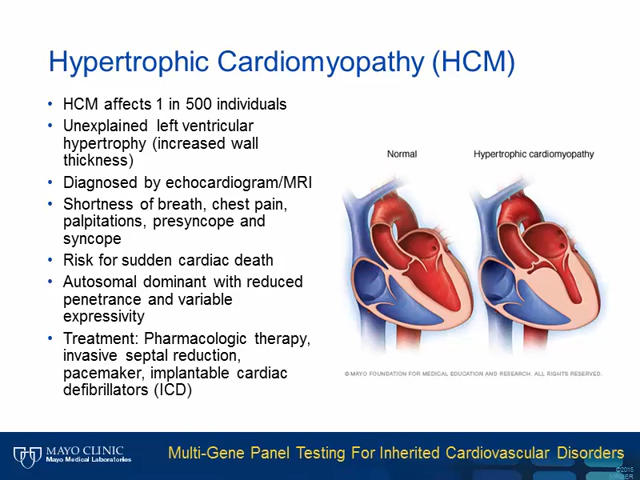 Hypertrophic Cardiomyopathy (HCM)
• HCM affects 1 in 500 individuals
• Unexplained left ventricular
hypertrophy (increased wall
thickness)
• Diagnosed by echocardiogram/MRI
• Shortness of breath, chest pain,
palpitations, presyncope and
syncope
• Risk for sudden cardiac death
• Autosomal dominant with reduced
penetrance and variable
expressivity
• Treatment: Pharmacologic therapy,
invasive septal reduction,
pacemaker, implantable cardiac
defibrillators (ICD)
Normal
Hypertrophic cardiomyopathy
© MAYO FOUNDATION FOR MEDICAL EDUCATION AND RESEARCH. ALL RIGHTS RESERVED.
MAYO CLINIC
Mayo Medical Laboratories
Multi-Gene Panel Testing For Inherited Cardiovascular Disorders